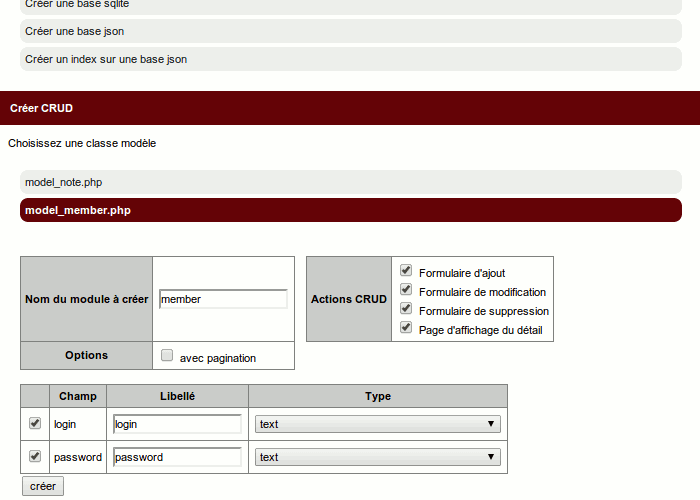 Créer une base sqlite
Créer une base json
Créer un index sur une base json
Créer CRUD
Choisissez une classe modèle
model_note.php
model_member.php
Nom du module à créer member
Options avec pagination
Actions CRUD
Formulaire d'ajout
Formulaire de modification
Formulaire de suppression
Page d'affichage du détail
Champ Libellé Type
login login text
password password text
créer